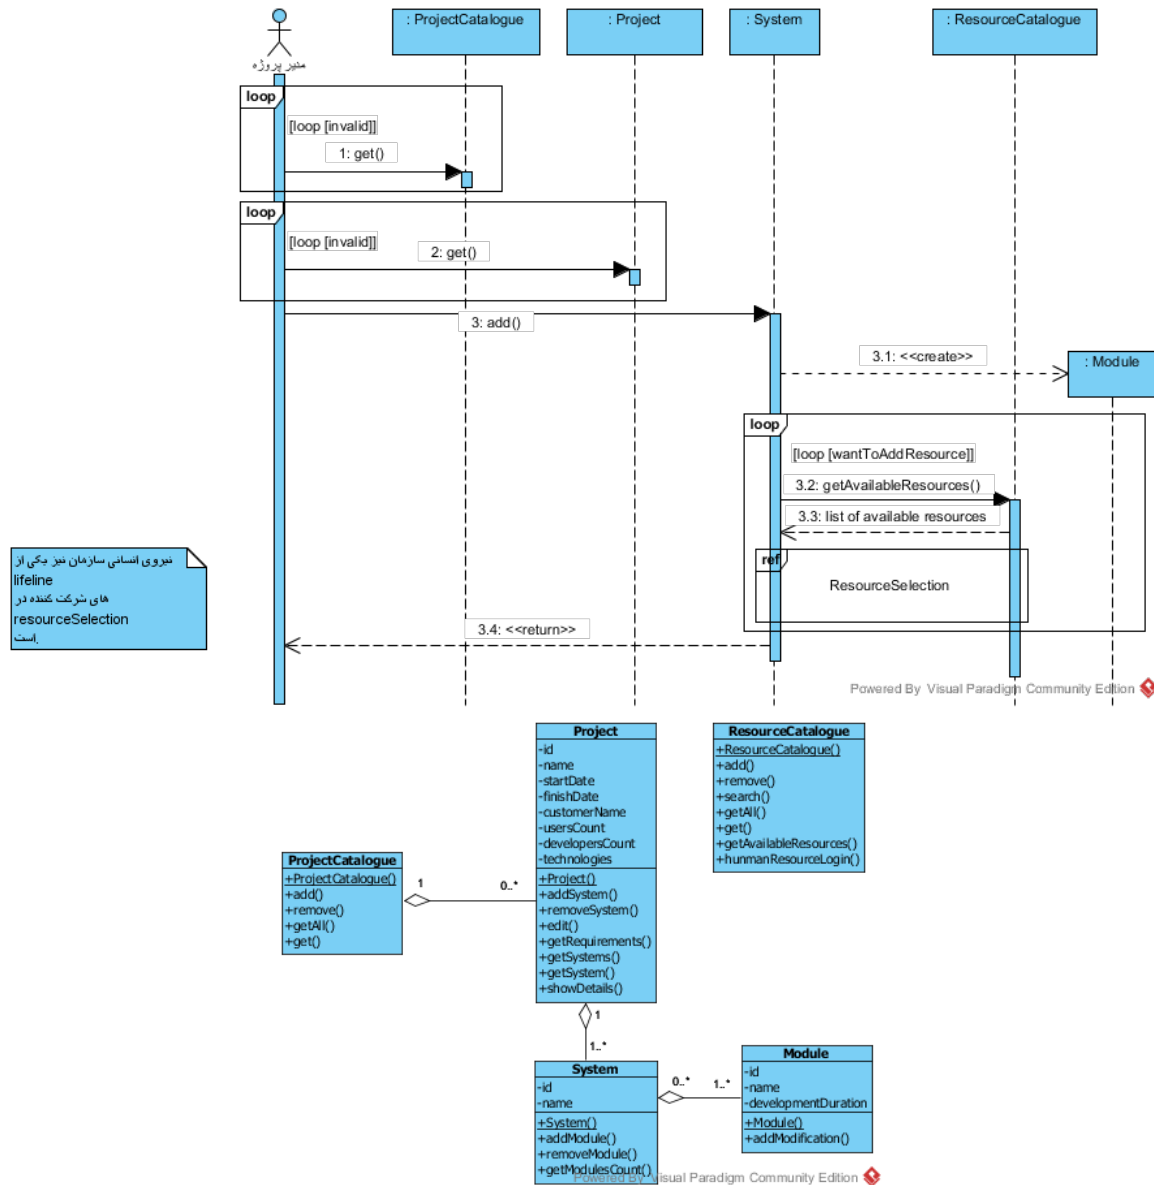 : ProjectCatalogue
: Project
: System
: ResourceCatalogue
مدیر پروژه
loop
[loop [invalid]]
1: get()
loop
[loop [invalid]]
2: get()
3: add()
3.1: <<create>>
: Module
loop
[loop [wantToAddResource]]
3.2: getAvailableResources()
3.3: list of available resources
ref
ResourceSelection
نیروی انسانی سازمان نیز یکی از
lifeline
های شرکت کننده در
resourceSelection
است.
3.4: <<return>>
Powered By Visual Paradigm Community Edition
Project
-id
-name
-startDate
-finishDate
-customerName
-usersCount
-developersCount
-technologies
+Project()
+addSystem()
+removeSystem()
+edit()
+getRequirements()
+getSystems()
+getSystem()
+showDetails()
ResourceCatalogue
+ResourceCatalogue()
+add()
+remove()
+search()
+getAll()
+get()
+getAvailableResources()
+hunmanResourceLogin()
ProjectCatalogue
+ProjectCatalogue()
+add()
+remove()
+getAll()
+get()
1
0..*
1
1..*
System
-id
-name
+System()
+addModule()
+removeModule()
+getModulesCount()
0..*
1..*
Module
-id
-name
-developmentDuration
+Module()
+addModification()
Powered By Visual Paradigm Community Edition